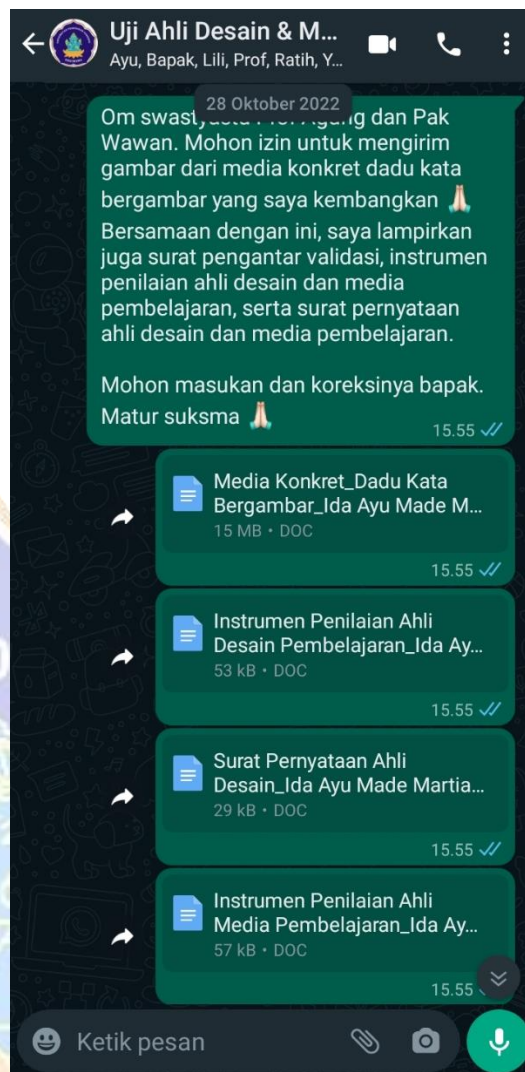 Uji Ahli Desain & M...
Ayu, Bapak, Lili, Prof, Ratih, Y...
28 Oktober 2022
Om swastyastu Prof Agung dan Pak
Wawan. Mohon izin untuk mengirim
gambar dari media konkret dadu kata
bergambar yang saya kembangkan 🙏🏻
Bersamaan dengan ini, saya lampirkan
juga surat pengantar validasi, instrumen
penilaian ahli desain dan media
pembelajaran, serta surat pernyataan
ahli desain dan media pembelajaran.
Mohon masukan dan koreksinya bapak.
Matur suksma 🙏🏻
15.55
Media Konkret_Dadu Kata
Bergambar_Ida Ayu Made M...
15 MB • DOC
15.55
Instrumen Penilaian Ahli
Desain Pembelajaran_Ida Ay...
53 kB • DOC
15.55
Surat Pernyataan Ahli
Desain_Ida Ayu Made Martia...
29 kB • DOC
15.55
Instrumen Penilaian Ahli
Media Pembelajaran_Ida Ay...
57 kB • DOC
15.55
Ketik pesan